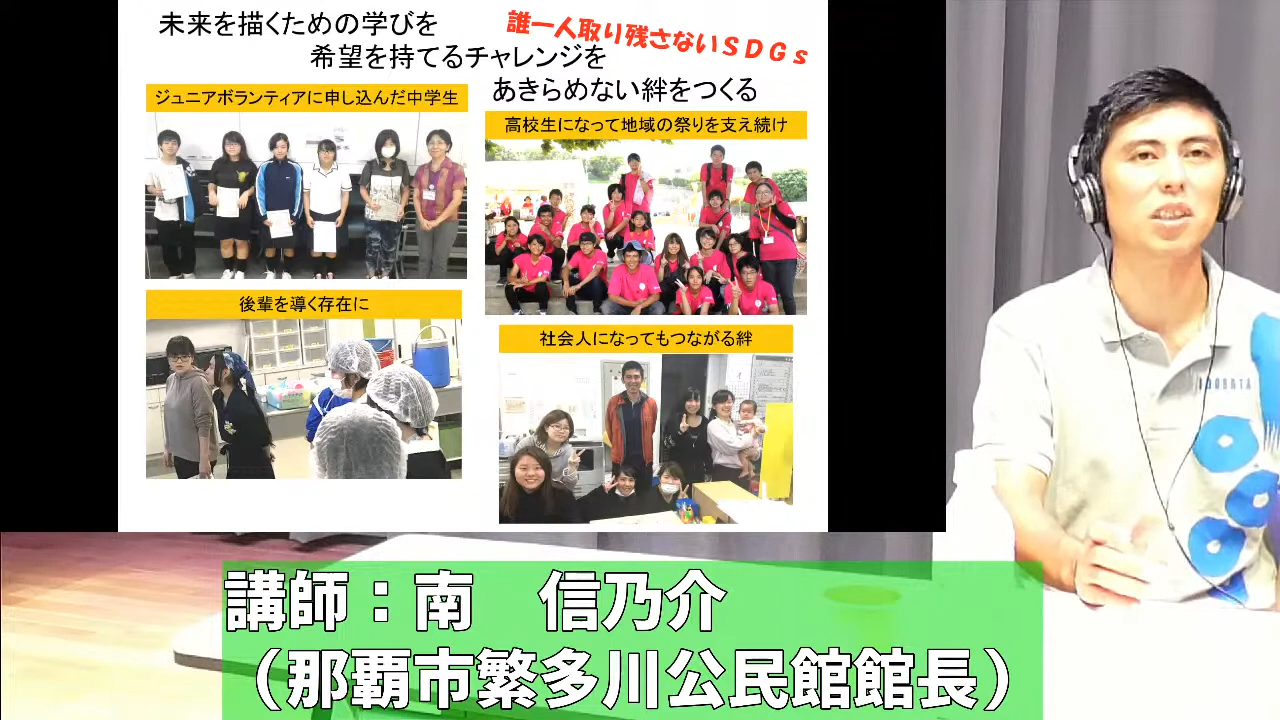 未来を描くための学びを
誰一人取り残さないＳＤＧｓ
希望を持てるチャレンジを
あきらめない絆をつくる
ジュニアボランティアに申し込んだ中学生
高校生になって地域の祭りを支え続け
後輩を導く存在に
社会人になってもつながる絆
講師：南　信乃介
（那覇市繁多川公民館館長）